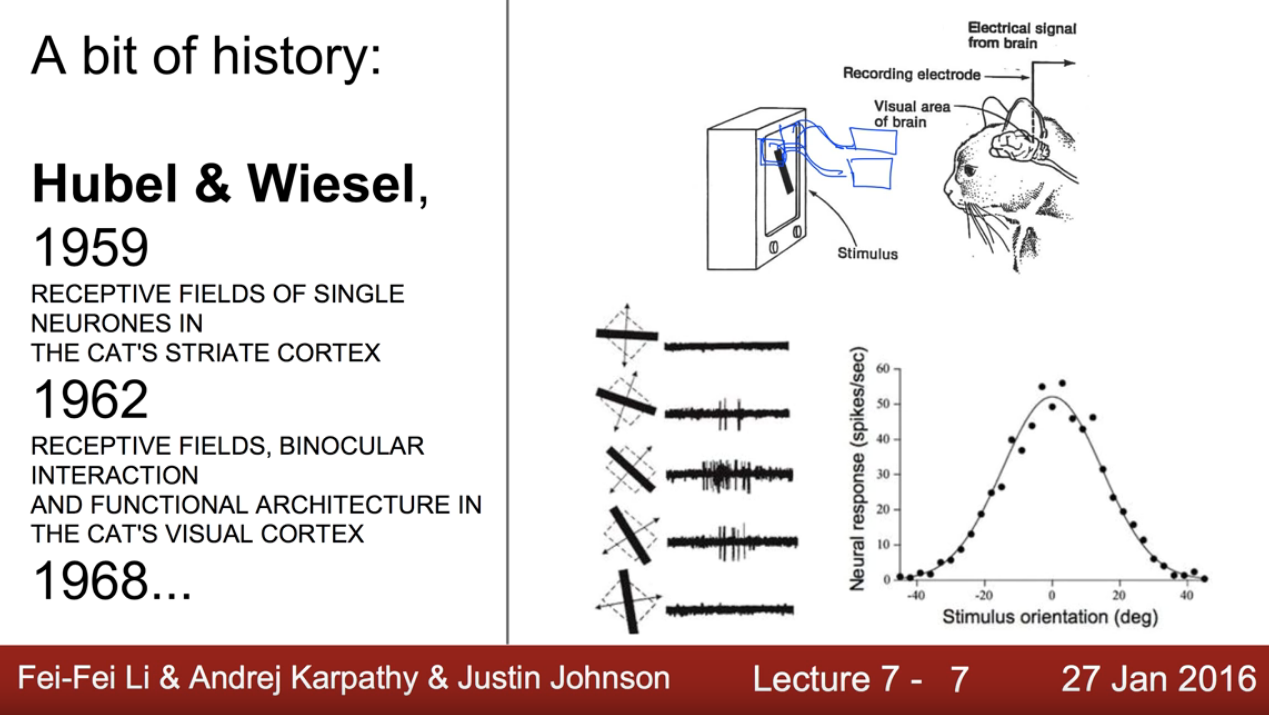 A bit of history:
Hubel & Wiesel,
1959
RECEPTIVE FIELDS OF SINGLE
NEURONES IN
THE CAT'S STRIATE CORTEX
1962
RECEPTIVE FIELDS, BINOCULAR
INTERACTION
AND FUNCTIONAL ARCHITECTURE IN
THE CAT'S VISUAL CORTEX
1968...
Electrical signal
from brain
Recording electrode
Visual area
of brain
Stimulus
Neural response (spikes/sec)
60
50
40
30
20
10
0
-40 -20 0 20 40
Stimulus orientation (deg)
Fei-Fei Li & Andrej Karpathy & Justin Johnson Lecture 7 - 7 27 Jan 2016